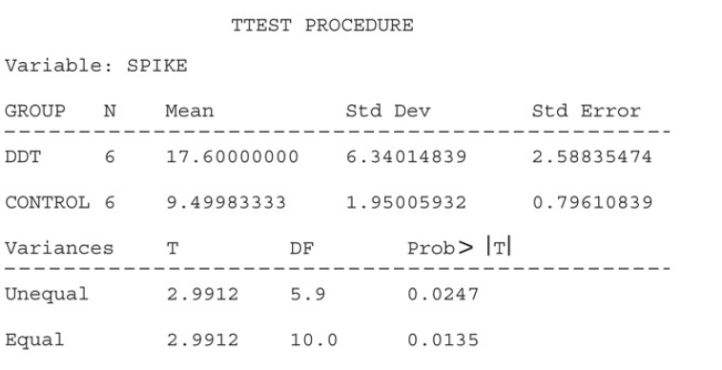 TTEST PROCEDURE
Variable: SPIKE
GROUP N Mean Std Dev Std Error
DDT 6 17.60000000 6.34014839 2.58835474
CONTROL 6 9.49983333 1.95005932 0.79610839
Variances T DF Prob> |T|
Unequal 2.9912 5.9 0.0247
Equal 2.9912 10.0 0.0135